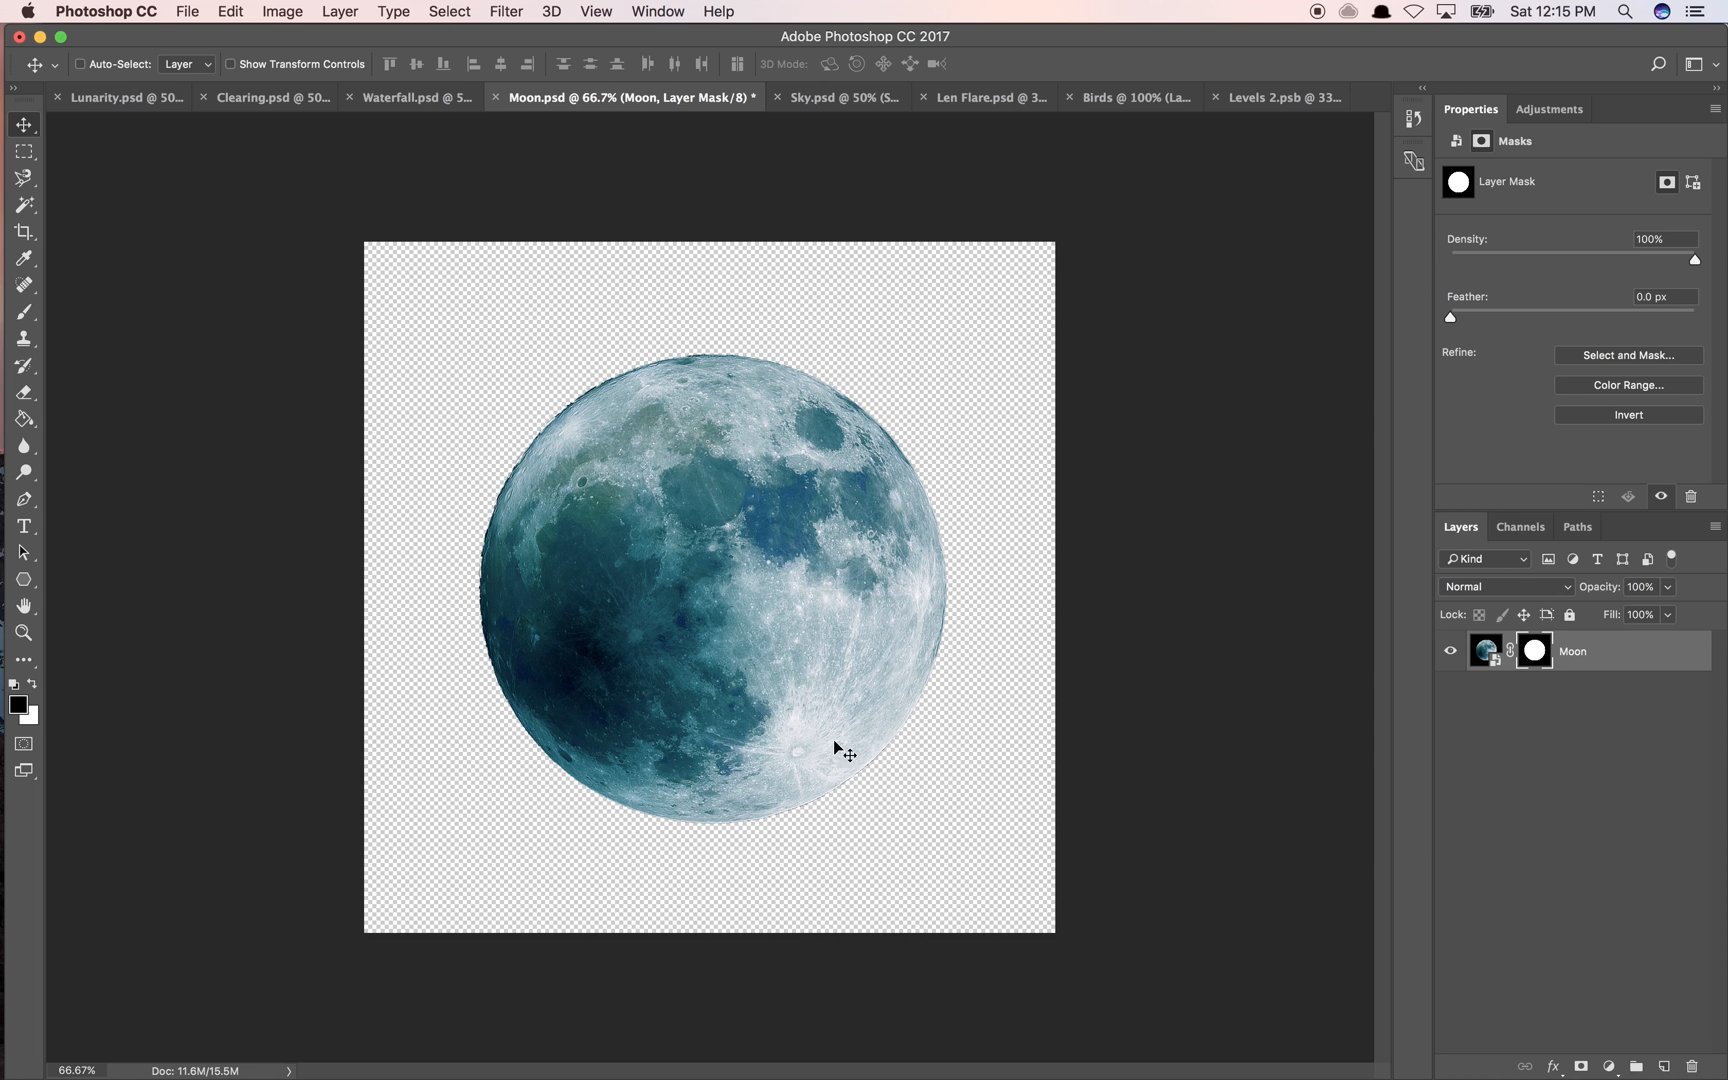 Photoshop CC File Edit Image Layer Type Select Filter 3D View Window Help Sat 12:15 PM
Adobe Photoshop CC 2017
Auto-Select: Layer Show Transform Controls 3D Mode:
Lunarity.psd @ 50... Clearing.psd @ 50... Waterfall.psd @ 5... Moon.psd @ 66.7% (Moon, Layer Mask/8) * Sky.psd @ 50% (S... Len Flare.psd @ 3... Birds @ 100% (La... Levels 2.psb @ 33...
Properties Adjustments
Masks
Layer Mask
Density: 100%
Feather: 0.0 px
Refine: Select and Mask...
Color Range...
Invert
Layers Channels Paths
Kind
Normal Opacity: 100%
Lock: Fill: 100%
Moon
66.67% Doc: 11.6M/15.5M
fx